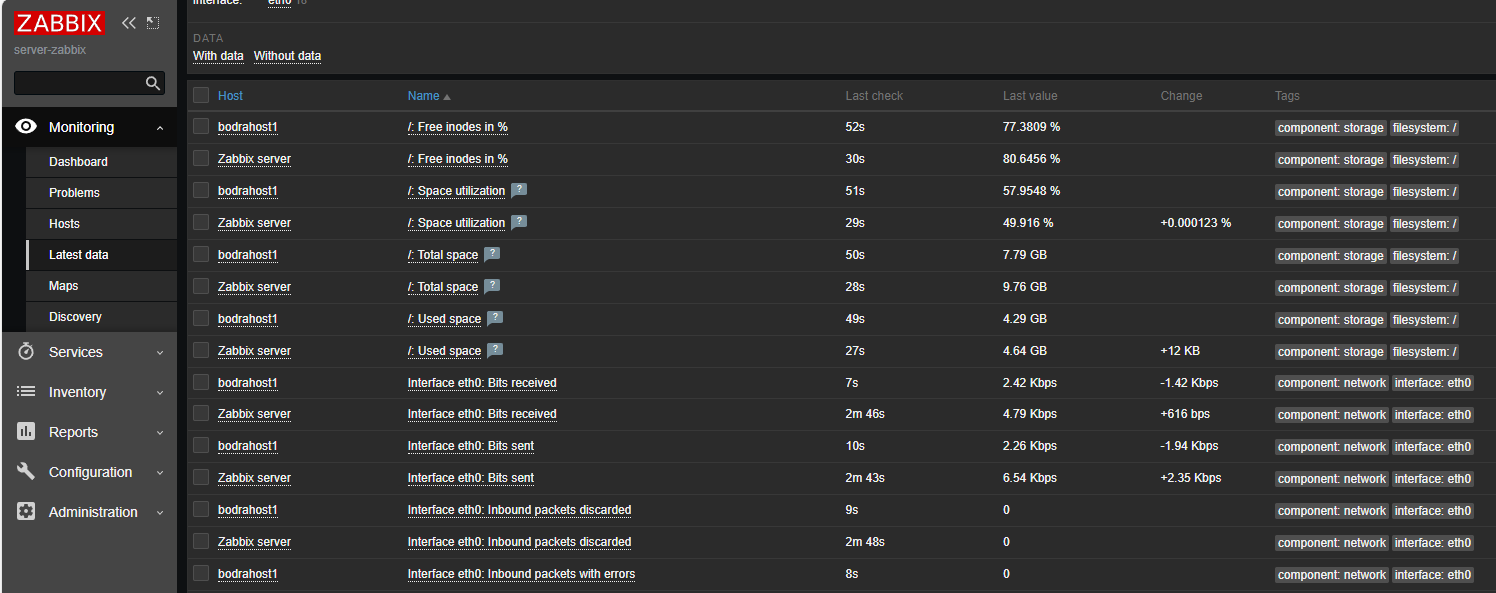 ZABBIX
server-zabbix
Monitoring
Dashboard
Problems
Hosts
Latest data
Maps
Discovery
Services
Inventory
Reports
Configuration
Administration
Interface: eth0 18
DATA
With data Without data
Host Name Last check Last value Change Tags
bodrahost1 /: Free inodes in % 52s 77.3809 % component: storage filesystem: /
Zabbix server /: Free inodes in % 30s 80.6456 % component: storage filesystem: /
bodrahost1 /: Space utilization ? 51s 57.9548 % component: storage filesystem: /
Zabbix server /: Space utilization ? 29s 49.916 % +0.000123 % component: storage filesystem: /
bodrahost1 /: Total space ? 50s 7.79 GB component: storage filesystem: /
Zabbix server /: Total space ? 28s 9.76 GB component: storage filesystem: /
bodrahost1 /: Used space ? 49s 4.29 GB component: storage filesystem: /
Zabbix server /: Used space ? 27s 4.64 GB +12 KB component: storage filesystem: /
bodrahost1 Interface eth0: Bits received 7s 2.42 Kbps -1.42 Kbps component: network interface: eth0
Zabbix server Interface eth0: Bits received 2m 46s 4.79 Kbps +616 bps component: network interface: eth0
bodrahost1 Interface eth0: Bits sent 10s 2.26 Kbps -1.94 Kbps component: network interface: eth0
Zabbix server Interface eth0: Bits sent 2m 43s 6.54 Kbps +2.35 Kbps component: network interface: eth0
bodrahost1 Interface eth0: Inbound packets discarded 9s 0 component: network interface: eth0
Zabbix server Interface eth0: Inbound packets discarded 2m 48s 0 component: network interface: eth0
bodrahost1 Interface eth0: Inbound packets with errors 8s 0 component: network interface: eth0